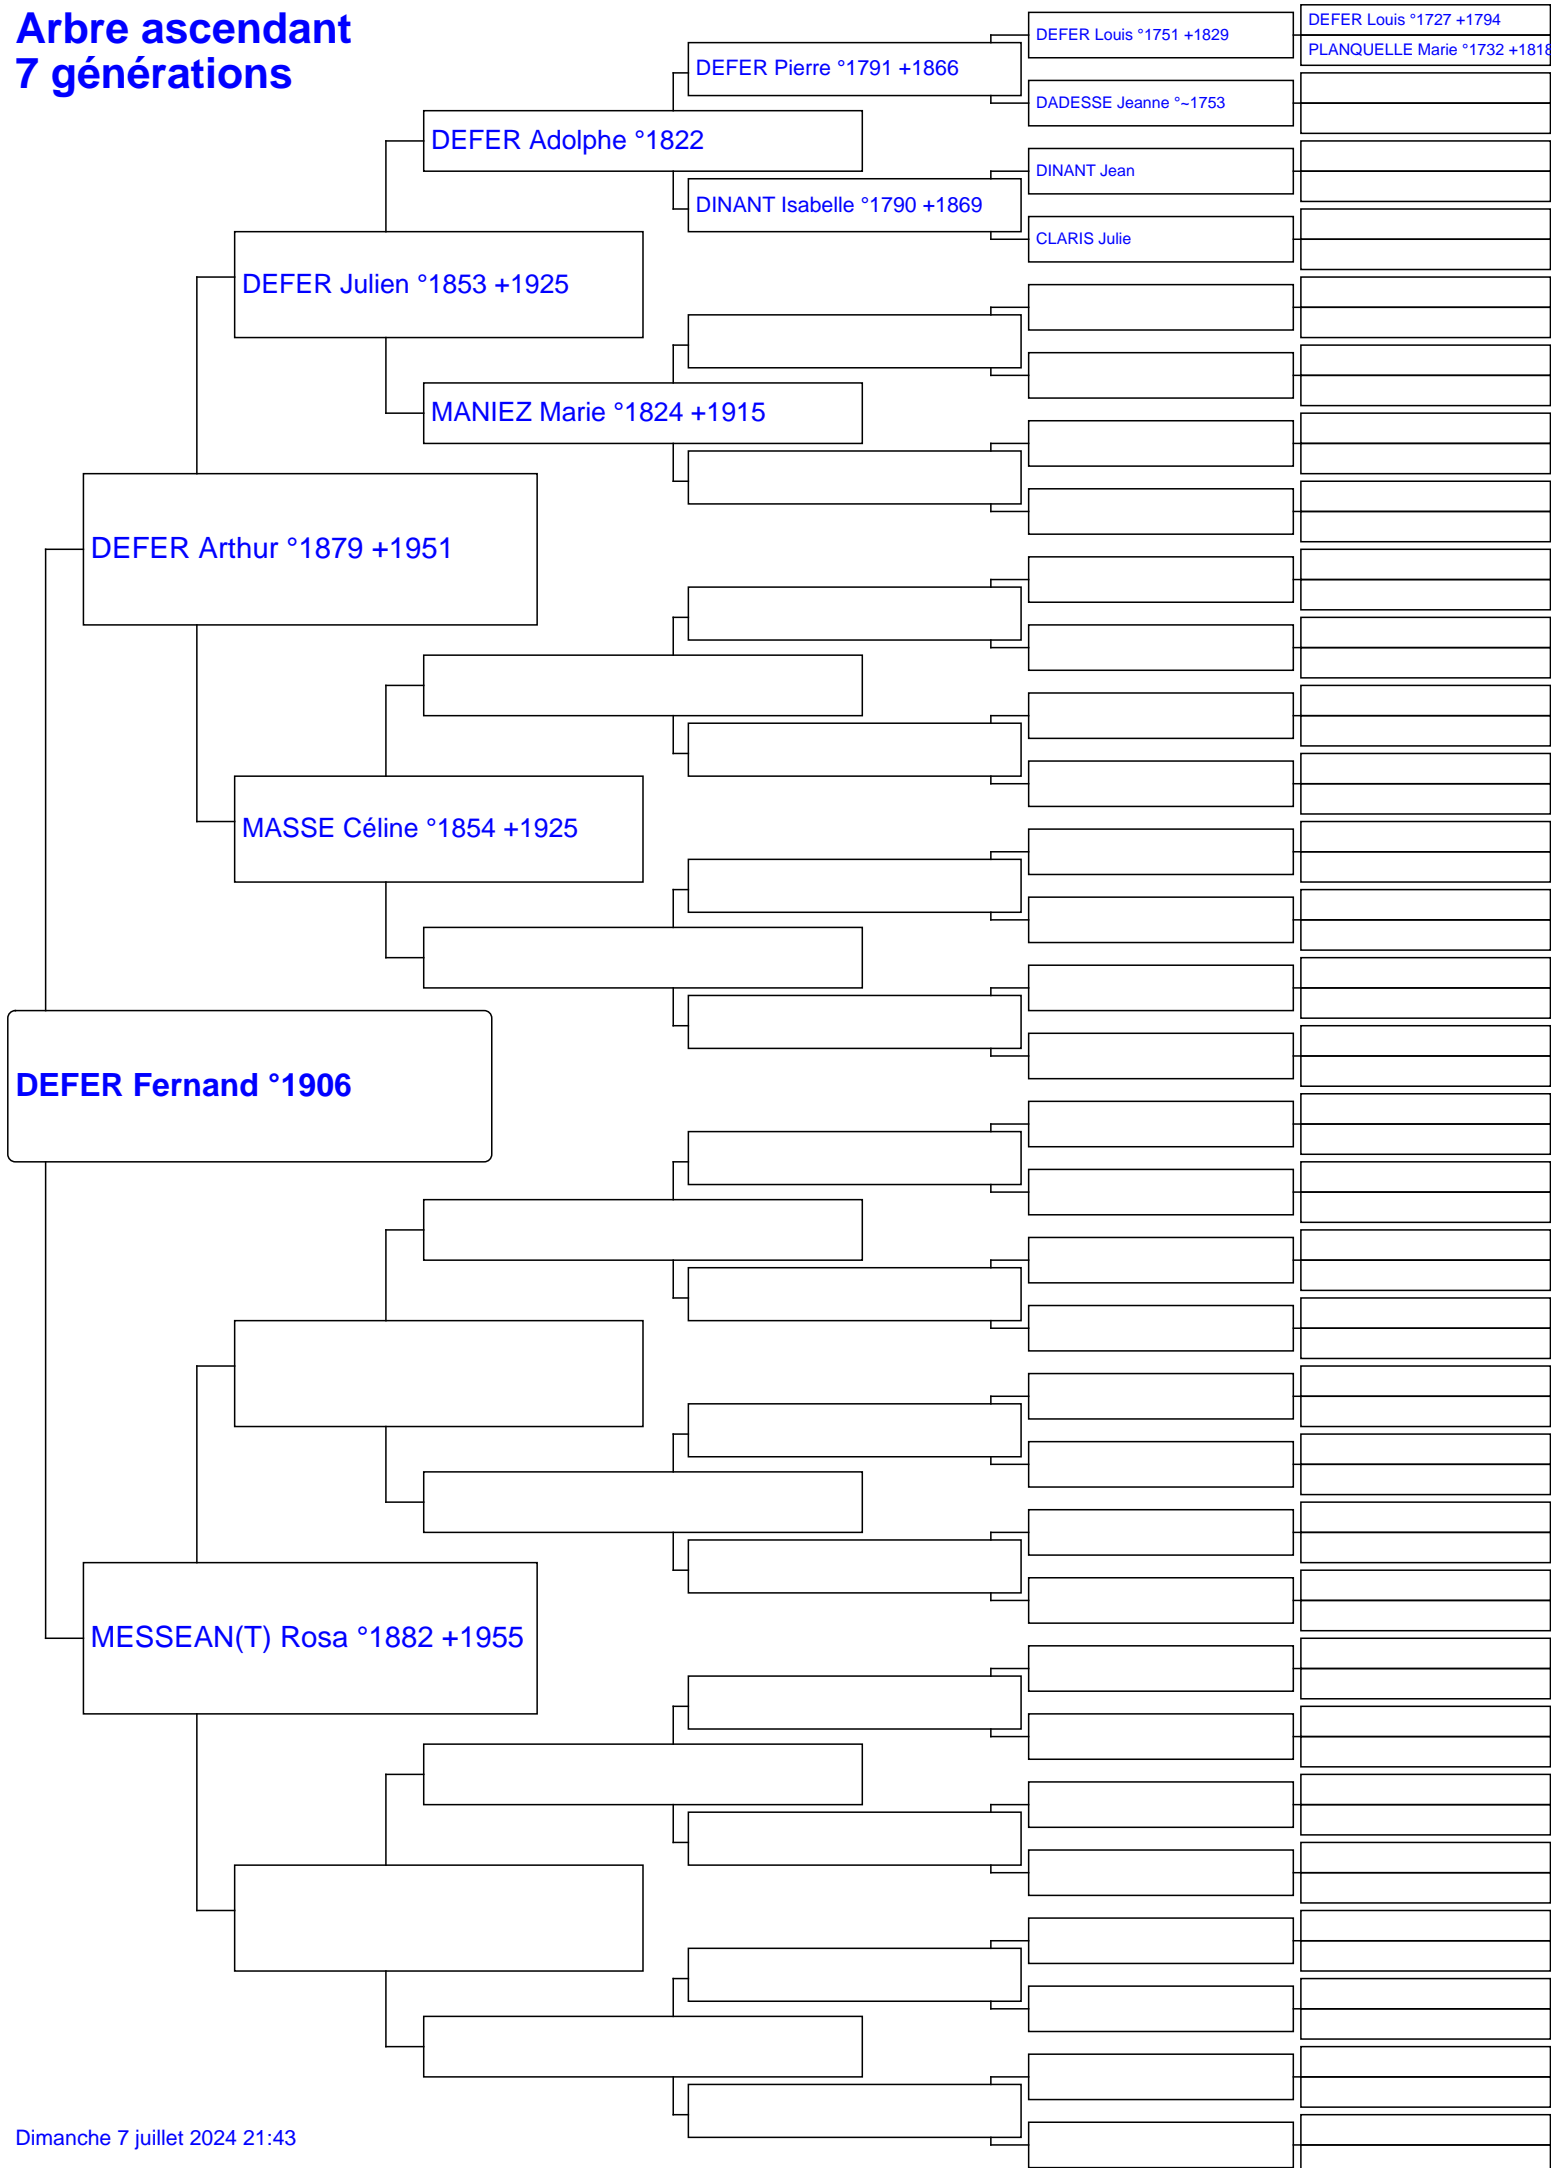 Arbre ascendant
7 générations
DEFER Louis °1727 +1794
DEFER Louis °1751 +1829
PLANQUELLE Marie °1732 +1818
DEFER Pierre °1791 +1866
DADESSE Jeanne °~1753
DEFER Adolphe °1822
DINANT Jean
DINANT Isabelle °1790 +1869
CLARIS Julie
DEFER Julien °1853 +1925
MANIEZ Marie °1824 +1915
DEFER Arthur °1879 +1951
MASSE Céline °1854 +1925
DEFER Fernand °1906
MESSEAN(T) Rosa °1882 +1955
Dimanche 7 juillet 2024 21:43